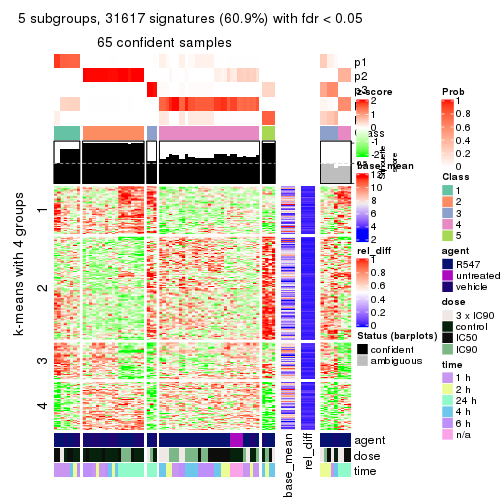 5 subgroups, 31617 signatures (60.9%) with fdr < 0.05
65 confident samples
p1
p2
k-means with 4 groups
1
2
3
4
agent
dose
time
base_mean
rel_diff
z-score
2
1
0
-1
-2
base_mean
12
10
8
6
4
2
rel_diff
1
0.8
0.6
0.4
0.2
0
Status (barplots)
confident
ambiguous
Prob
1
0.8
0.6
0.4
0.2
0
Class
1
2
3
4
5
agent
R547
untreated
vehicle
dose
3 x IC90
control
IC50
IC90
time
1 h
2 h
24 h
4 h
6 h
n/a